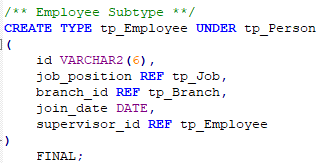 /** Employee Subtype **/
CREATE TYPE tp_Employee UNDER tp_Person
(
    id VARCHAR2(6),
    job_position REF tp_Job,
    branch_id REF tp_Branch,
    join_date DATE,
    supervisor_id REF tp_Employee
)
    FINAL;